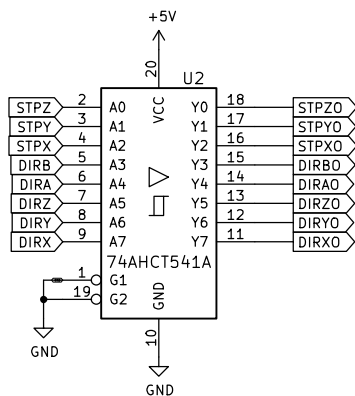 +5V
20
U2
VCC
STPZ 2 A0 Y0 18 STPZO
STPY 3 A1 Y1 17 STPYO
STPX 4 A2 Y2 16 STPXO
DIRB 5 A3 Y3 15 DIRBO
DIRA 6 A4 Y4 14 DIRAO
DIRZ 7 A5 Y5 13 DIRZO
DIRY 8 A6 Y6 12 DIRYO
DIRX 9 A7 Y7 11 DIRXO
74AHCT541A
1 G1
19 G2
GND
10
GND
GND